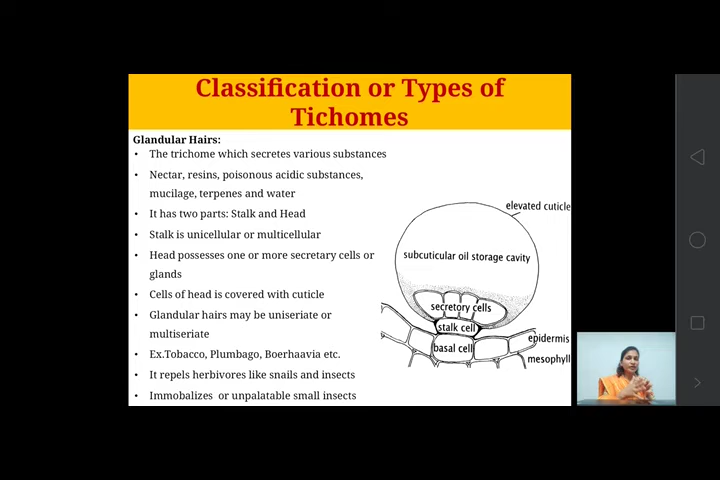 Classification or Types of
Tichomes
Glandular Hairs:
• The trichome which secretes various substances
• Nectar, resins, poisonous acidic substances,
mucilage, terpenes and water
• It has two parts: Stalk and Head
• Stalk is unicellular or multicellular
• Head possesses one or more secretary cells or
glands
• Cells of head is covered with cuticle
• Glandular hairs may be uniseriate or
multiseriate
• Ex.Tobacco, Plumbago, Boerhaavia etc.
• It repels herbivores like snails and insects
• Immobalizes or unpalatable small insects
elevated cuticle
subcuticular oil storage cavity
secretory cells
stalk cell
basal cell
epidermis
mesophyll